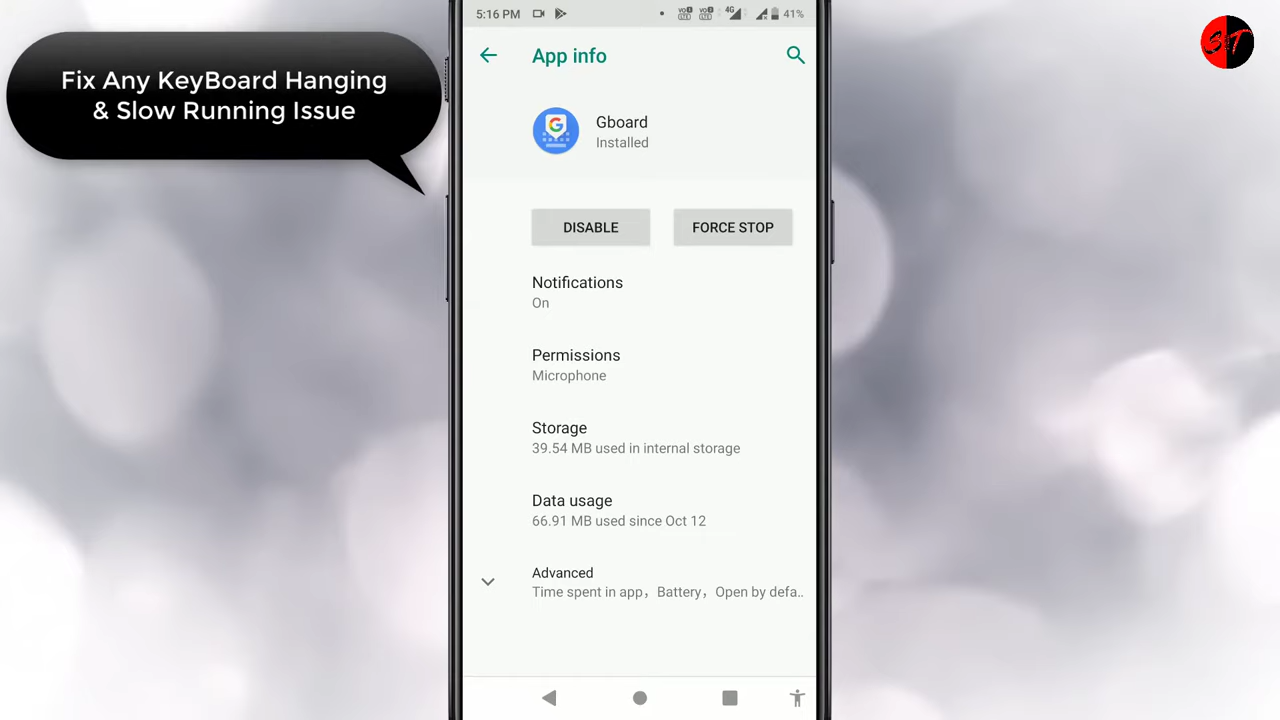 Fix Any KeyBoard Hanging
& Slow Running Issue
5:16 PM
4G
41%
App info
Gboard
Installed
DISABLE
FORCE STOP
Notifications
On
Permissions
Microphone
Storage
39.54 MB used in internal storage
Data usage
66.91 MB used since Oct 12
Advanced
Time spent in app, Battery, Open by defa..